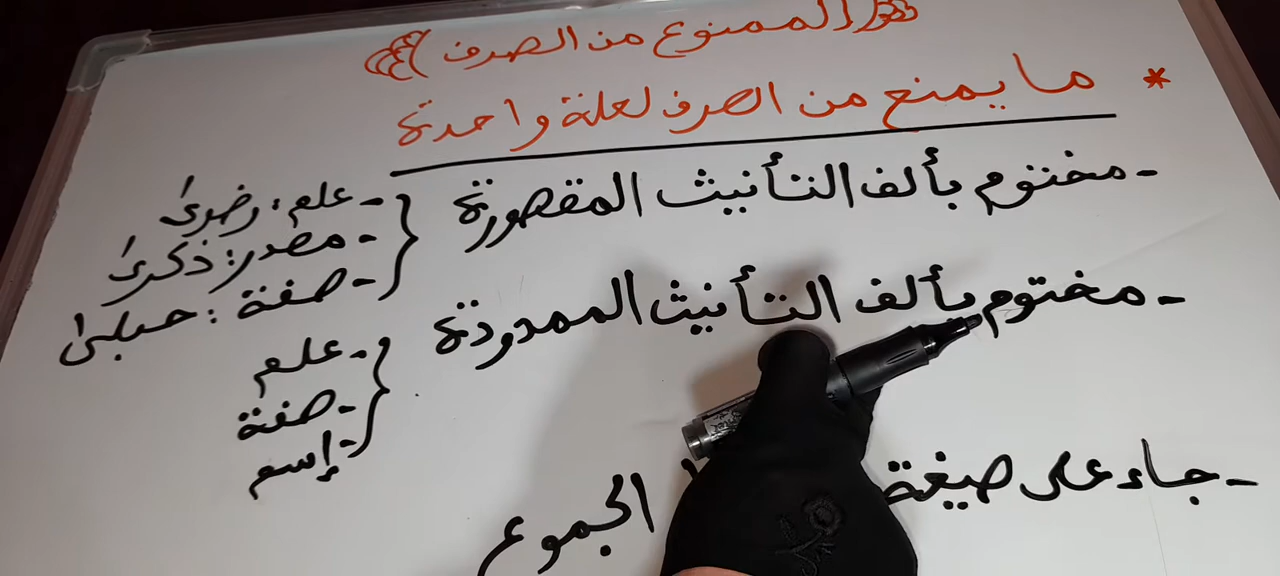 (الممنوع من الصرف)
* ما يمنع من الصرف لعلة واحدة
- مختوم بألف التأنيث المقصورة
- علم: رضوى
- مصدر: ذكرى
- صفة: حبلى
- مختوم بألف التأنيث الممدودة
- علم
- صفة
- إسم
- جاء على صيغة الجموع